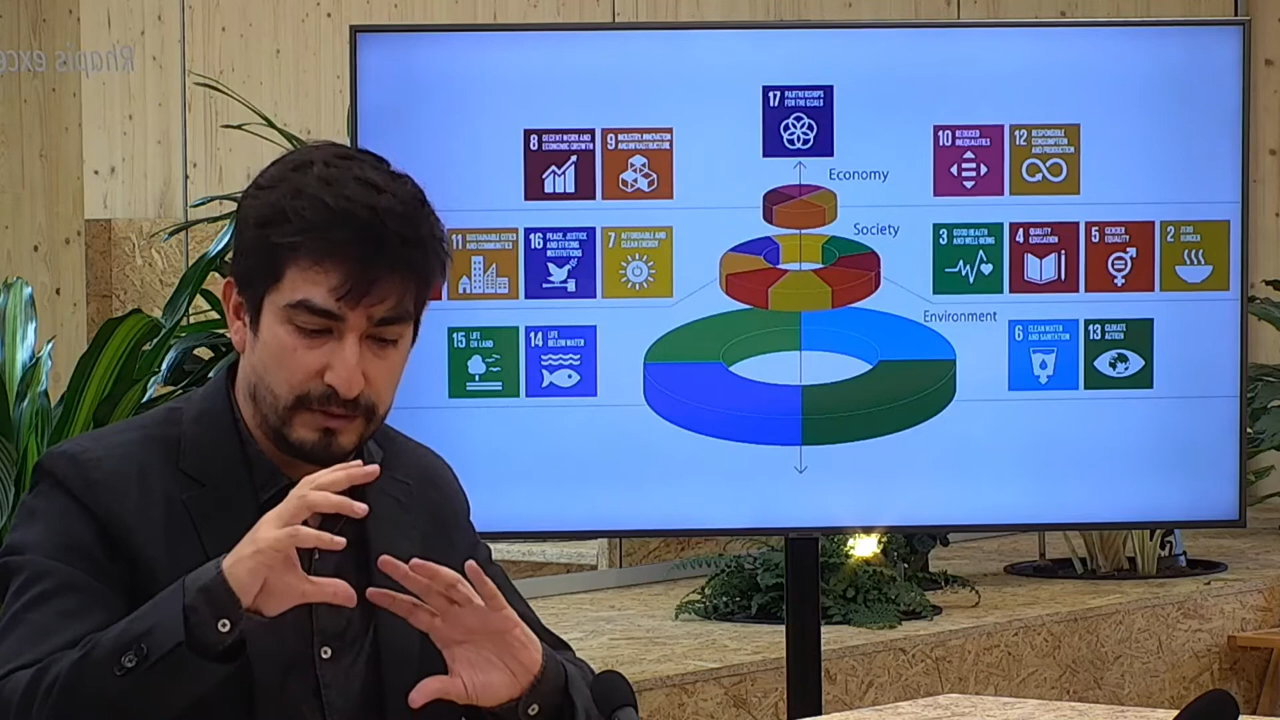 Rhapis exce
17 PARTNERSHIPS
FOR THE GOALS
8 DECENT WORK AND
ECONOMIC GROWTH
9 INDUSTRY, INNOVATION
AND INFRASTRUCTURE
10 REDUCED
INEQUALITIES
12 RESPONSIBLE
CONSUMPTION
AND PRODUCTION
Economy
Society
11 SUSTAINABLE CITIES
AND COMMUNITIES
16 PEACE, JUSTICE
AND STRONG
INSTITUTIONS
7 AFFORDABLE AND
CLEAN ENERGY
3 GOOD HEALTH
AND WELL-BEING
4 QUALITY
EDUCATION
5 GENDER
EQUALITY
2 ZERO
HUNGER
Environment
15 LIFE
ON LAND
14 LIFE
BELOW WATER
6 CLEAN WATER
AND SANITATION
13 CLIMATE
ACTION